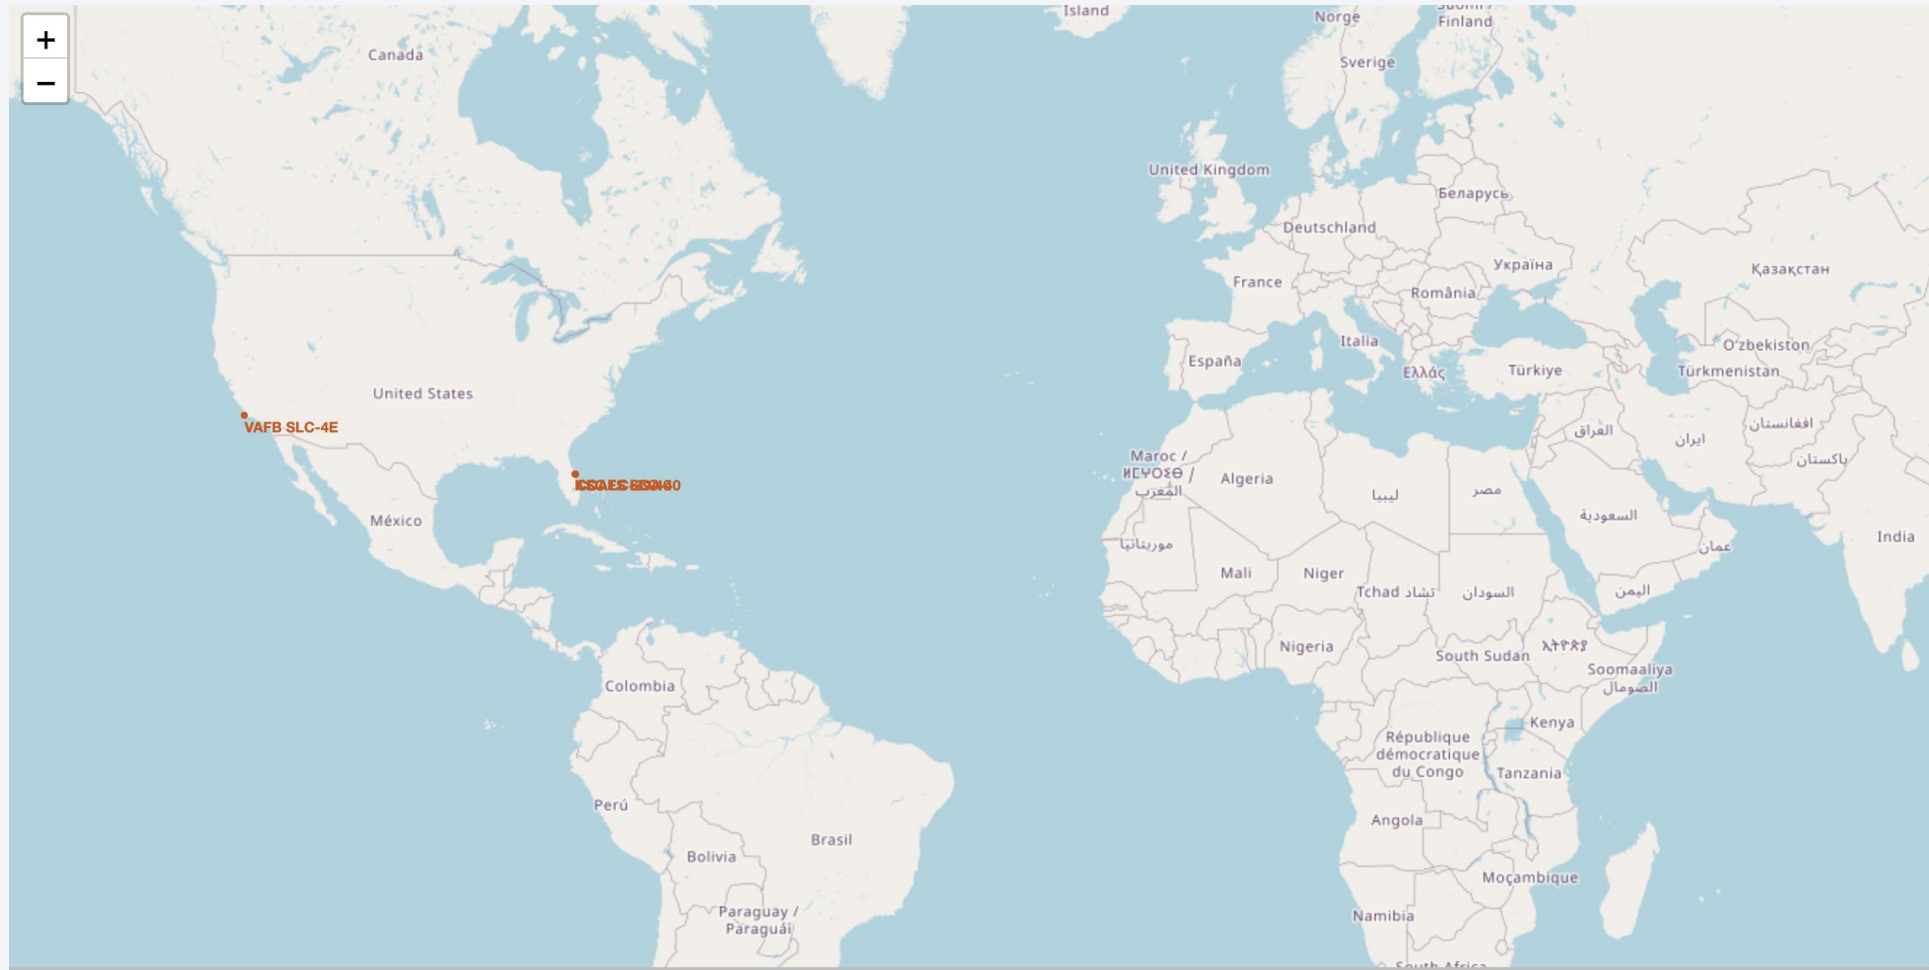 +
−
Island
Norge
Suomi /
Finland
Canada
Sverige
United Kingdom
Беларусь
Deutschland
Україна
Қазақстан
France
România
Italia
O'zbekiston
España
Ελλάς
Türkiye
Türkmenistan
United States
VAFB SLC-4E
افغانستان
العراق
ایران
Maroc /
ⵍⵎⵖⵔⵉⴱ /
المغرب
پاکستان
Algeria
ليبيا
مصر
السعودية
México
India
موريتانيا
عمان
Mali
Niger
Tchad تشاد
السودان
اليمن
Nigeria
ኢትዮጵያ
South Sudan
Soomaaliya
الصومال
Colombia
Kenya
République
démocratique
du Congo
Tanzania
Perú
Angola
Brasil
Bolivia
Moçambique
Paraguay /
Paraguái
Namibia
South Africa